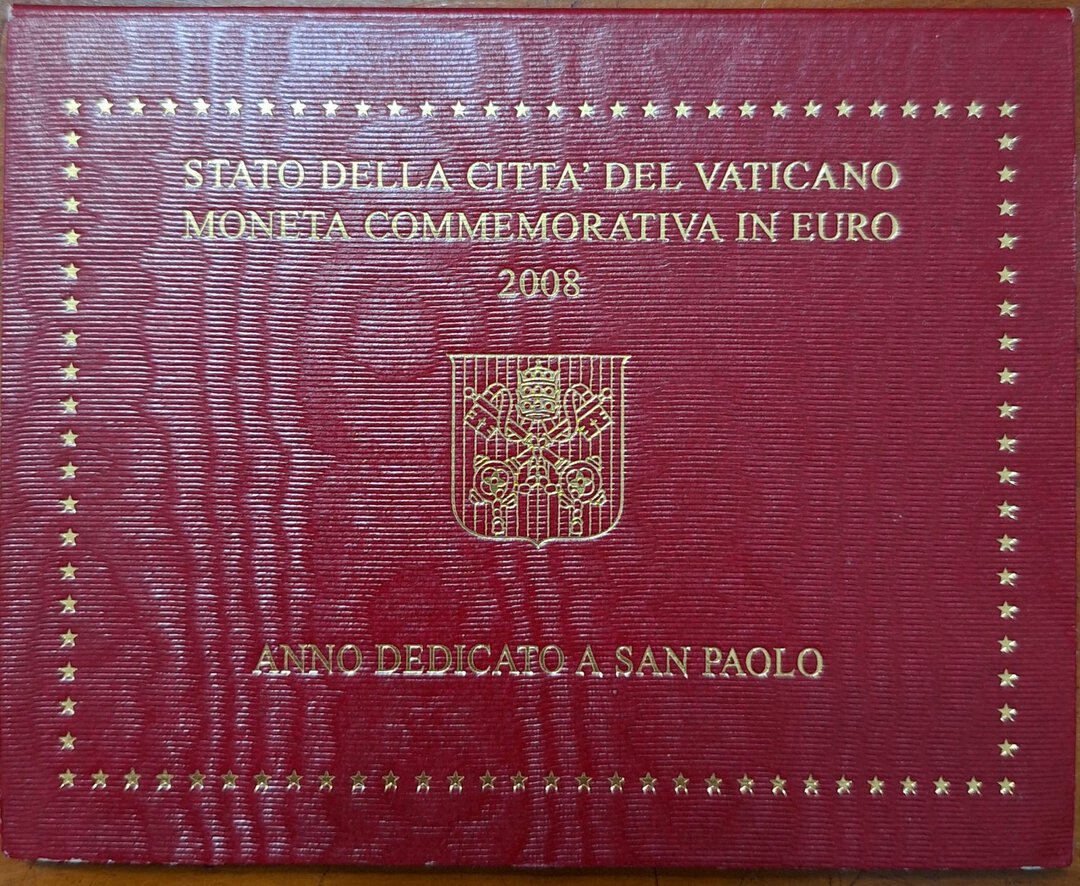 STATO DELLA CITTA' DEL VATICANO
MONETA COMMEMORATIVA IN EURO
2008
ANNO DEDICATO A SAN PAOLO